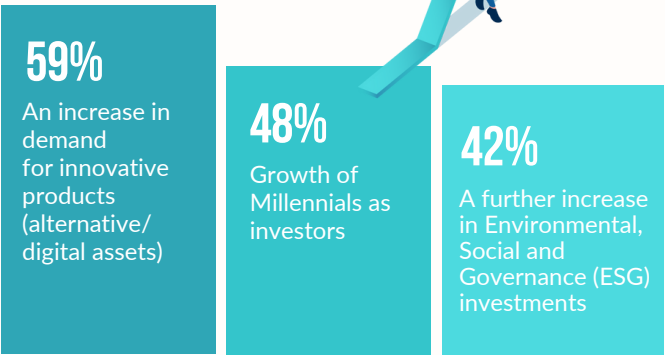 59%
An increase in
demand
for innovative
products
(alternative/
digital assets)
48%
Growth of
Millennials as
investors
42%
A further increase
in Environmental,
Social and
Governance (ESG)
investments